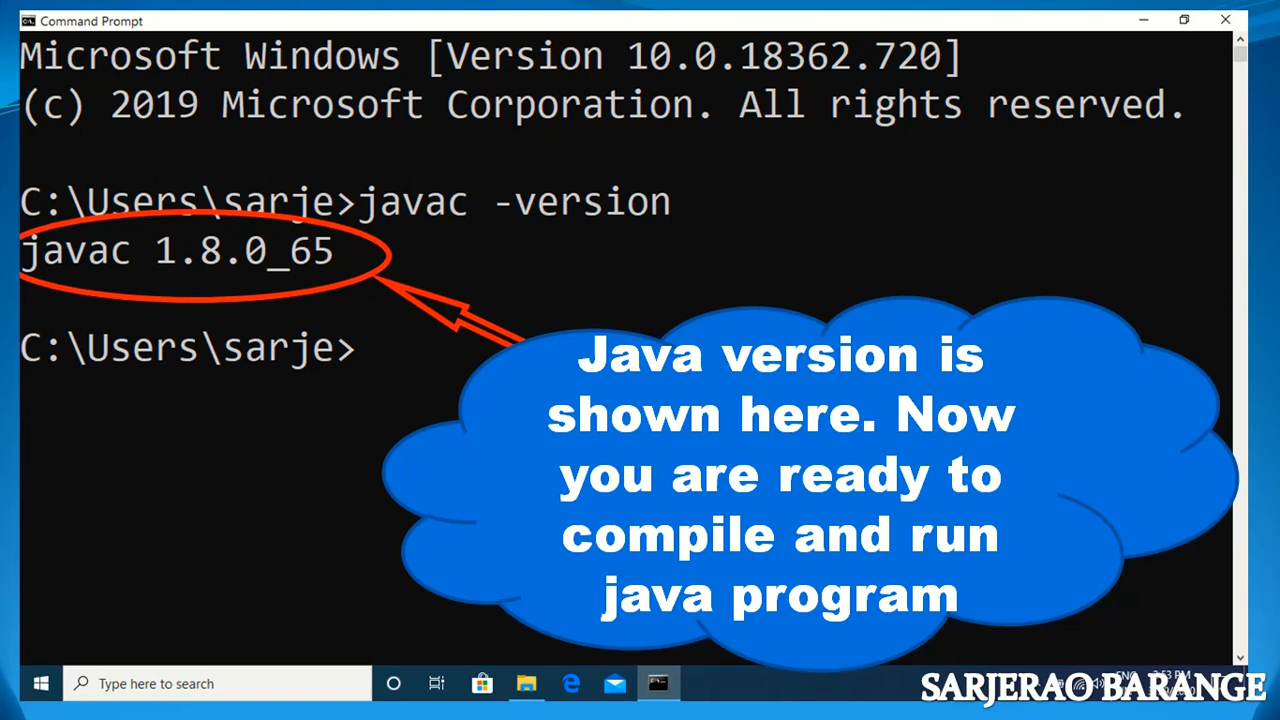 Command Prompt
Microsoft Windows [Version 10.0.18362.720]
(c) 2019 Microsoft Corporation. All rights reserved.
C:\Users\sarje>javac -version
javac 1.8.0_65
C:\Users\sarje>
Java version is
shown here. Now
you are ready to
compile and run
java program
Type here to search
SARJERAO BARANGE